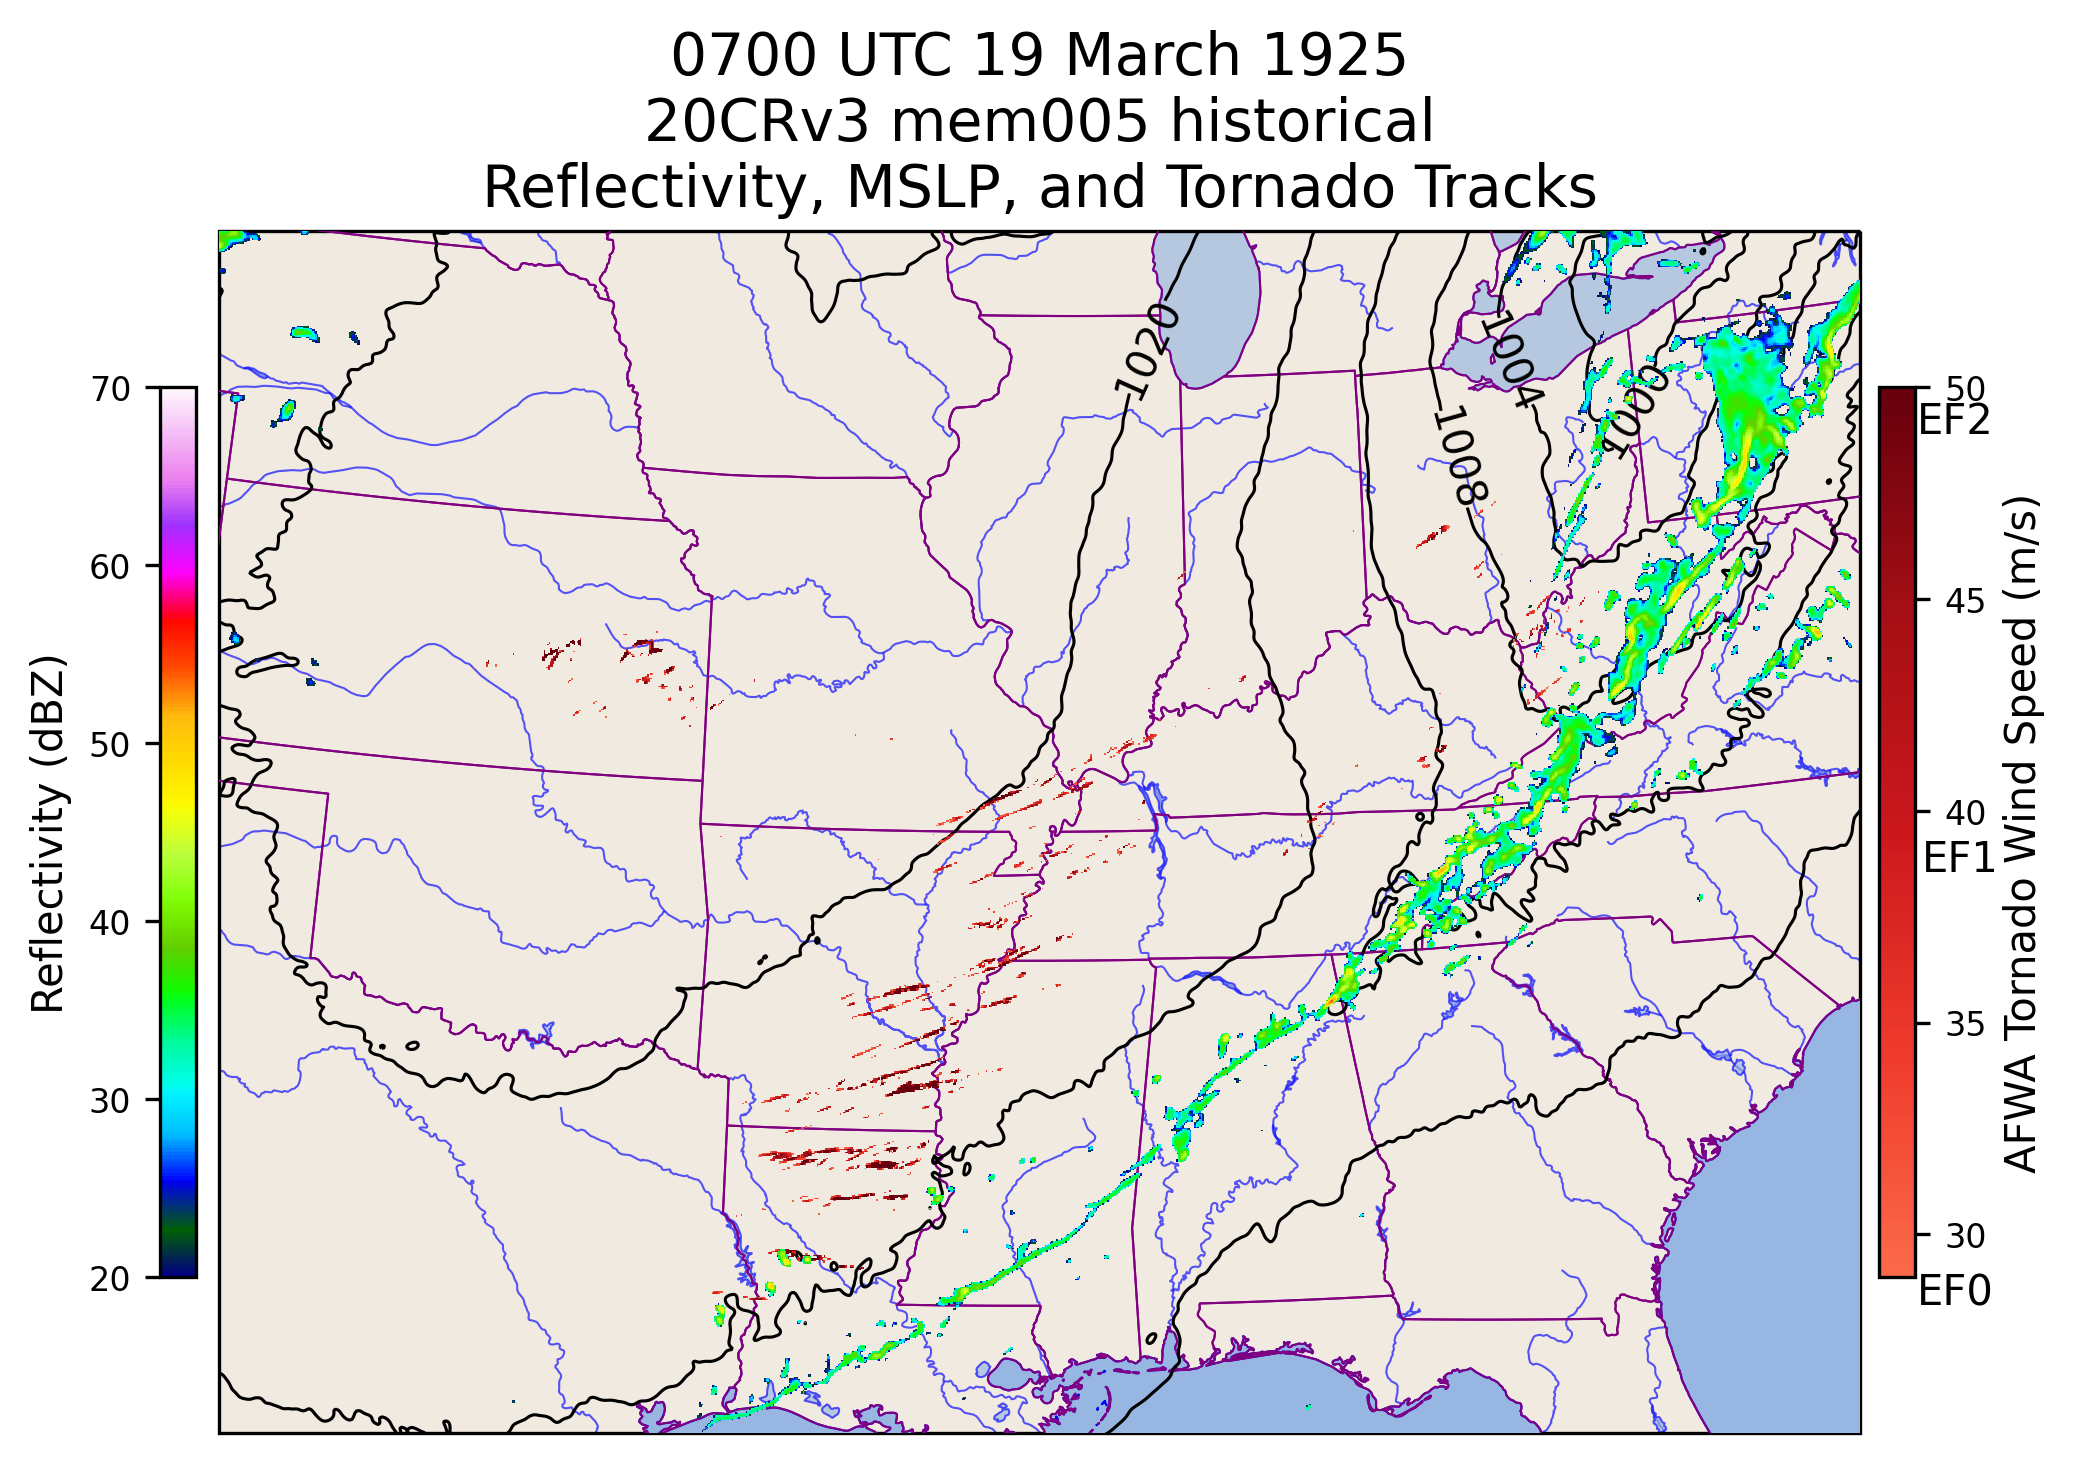 0700 UTC 19 March 1925
20CRv3 mem005 historical
Reflectivity, MSLP, and Tornado Tracks
1020
1004
1000
1008
Reflectivity (dBZ)
70
60
50
40
30
20
50
EF2
45
40
EF1
35
30
EF0
AFWA Tornado Wind Speed (m/s)